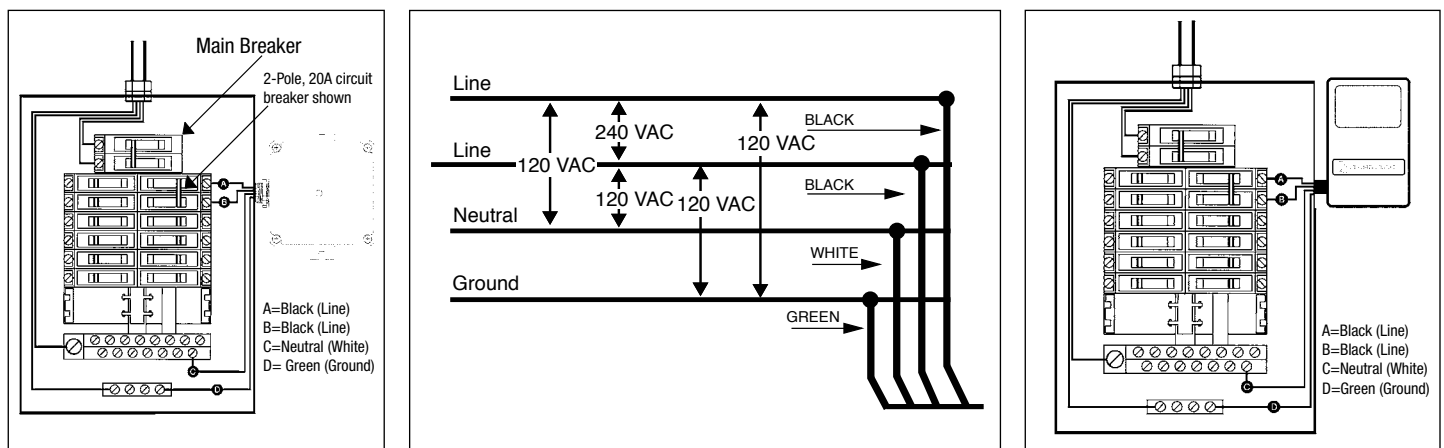 Main Breaker
2-Pole, 20A circuit
breaker shown
A
B
A=Black (Line)
B=Black (Line)
C=Neutral (White)
D= Green (Ground)
C
D
Line
BLACK
240 VAC
120 VAC
Line
120 VAC
BLACK
120 VAC
120 VAC
Neutral
WHITE
Ground
GREEN
A
B
A=Black (Line)
B=Black (Line)
C=Neutral (White)
D=Green (Ground)
C
D